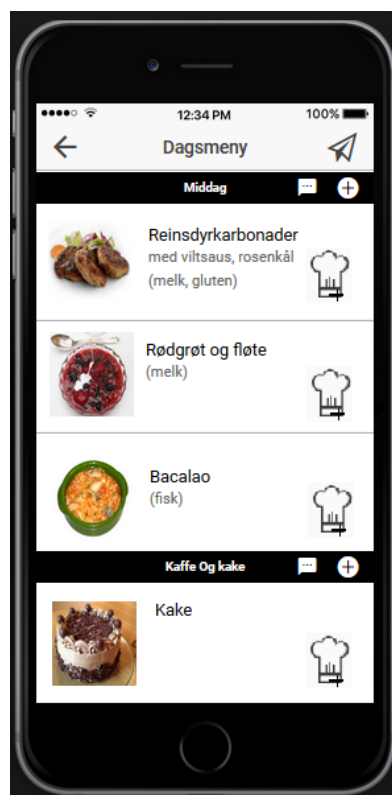 12:34 PM
100%
Dagsmeny
Middag
Reinsdyrkarbonader
med viltsaus, rosenkål
(melk, gluten)
Rødgrøt og fløte
(melk)
Bacalao
(fisk)
Kaffe Og kake
Kake